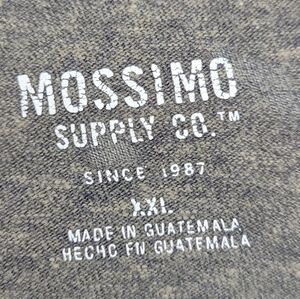 MOSSIMO
SUPPLY CO.™
SINCE 1987
XXL
MADE IN GUATEMALA
HECHO EN GUATEMALA